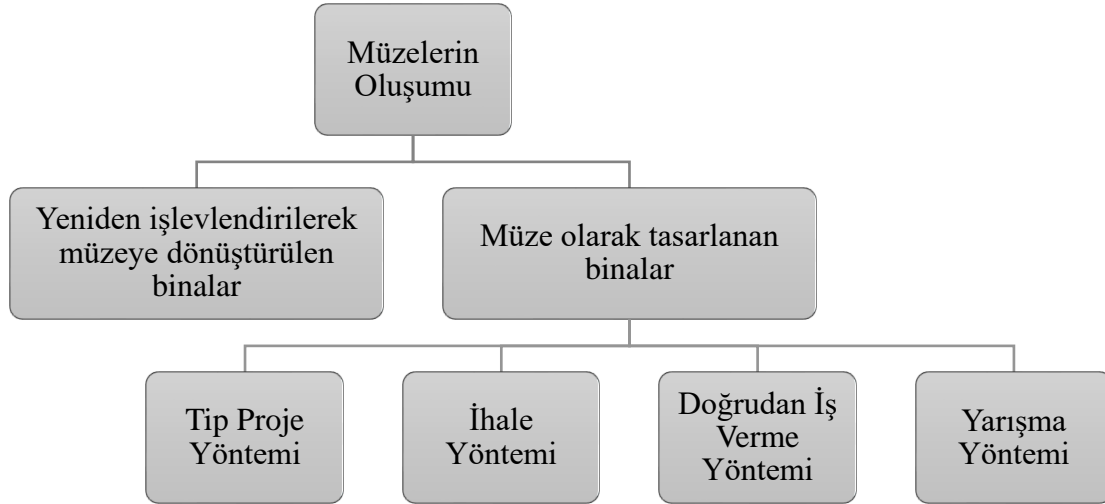 Müzelerin
Oluşumu
Yeniden işlevlendirilerek
müzeye dönüştürülen
binalar
Müze olarak tasarlanan
binalar
Tip Proje
Yöntemi
İhale
Yöntemi
Doğrudan İş
Verme
Yöntemi
Yarışma
Yöntemi